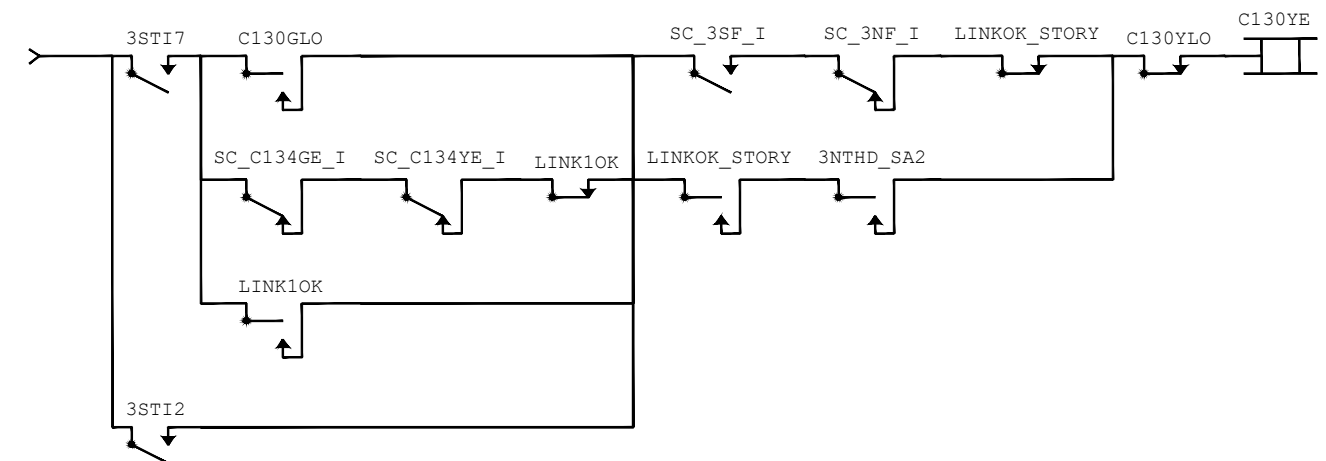 C130YE
3STI7 C130GLO SC_3SF_I SC_3NF_I LINKOK_STORY C130YLO
SC_C134GE_I SC_C134YE_I LINK1OK LINKOK_STORY 3NTHD_SA2
LINK1OK
3STI2